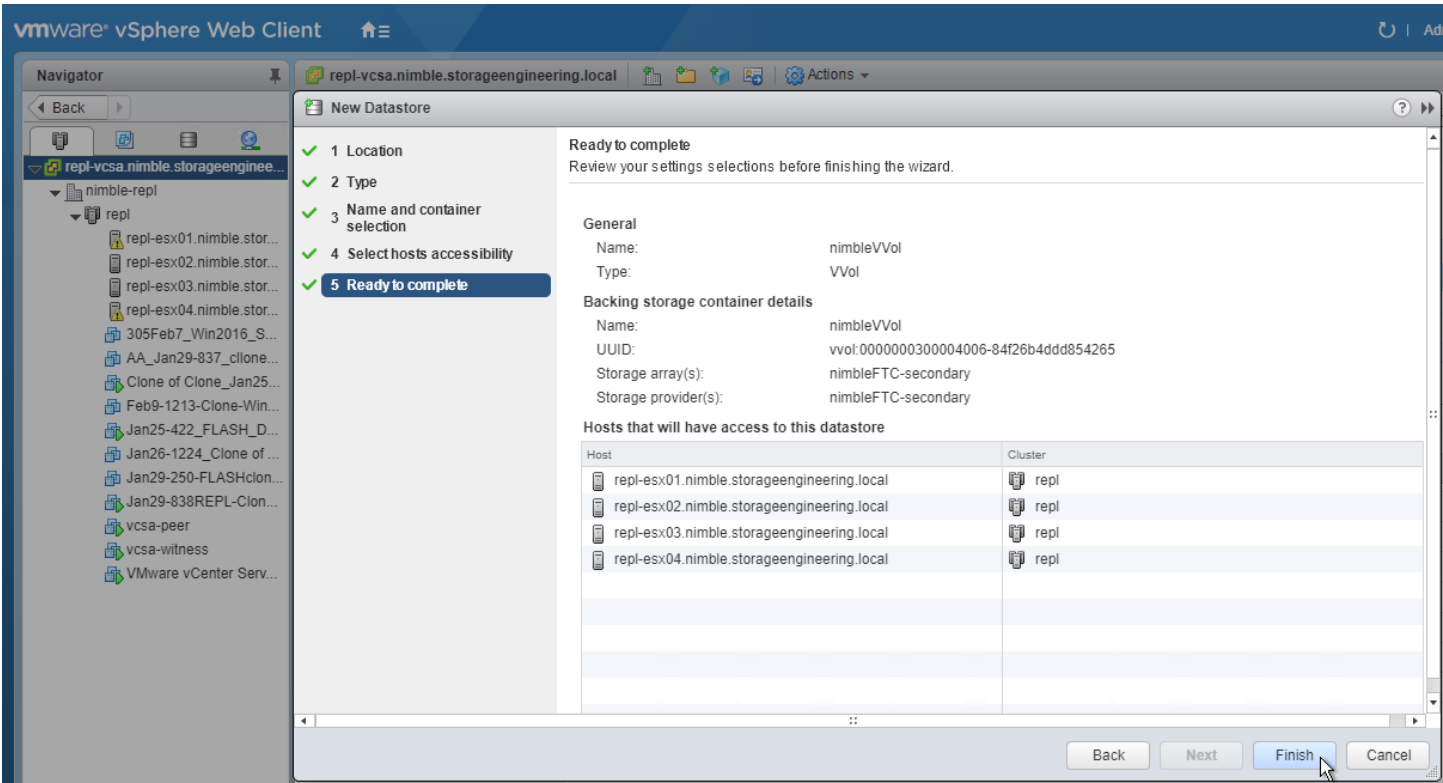 vmware® vSphere Web Client
Adm
Navigator
Back
repl-vcsa.nimble.storageenginee...
nimble-repl
repl
repl-esx01.nimble.stor...
repl-esx02.nimble.stor...
repl-esx03.nimble.stor...
repl-esx04.nimble.stor...
305Feb7_Win2016_S...
AA_Jan29-837_cllone...
Clone of Clone_Jan25...
Feb9-1213-Clone-Win...
Jan25-422_FLASH_D...
Jan26-1224_Clone of ...
Jan29-250-FLASHclon...
Jan29-838REPL-Clon...
vcsa-peer
vcsa-witness
VMware vCenter Serv...
repl-vcsa.nimble.storageengineering.local
Actions
New Datastore
1 Location
2 Type
3 Name and container
selection
4 Select hosts accessibility
5 Ready to complete
Ready to complete
Review your settings selections before finishing the wizard.
General
Name: nimbleVVol
Type: VVol
Backing storage container details
Name: nimbleVVol
UUID: vvol:0000000300004006-84f26b4ddd854265
Storage array(s): nimbleFTC-secondary
Storage provider(s): nimbleFTC-secondary
Hosts that will have access to this datastore
Host Cluster
repl-esx01.nimble.storageengineering.local repl
repl-esx02.nimble.storageengineering.local repl
repl-esx03.nimble.storageengineering.local repl
repl-esx04.nimble.storageengineering.local repl
Back Next Finish Cancel